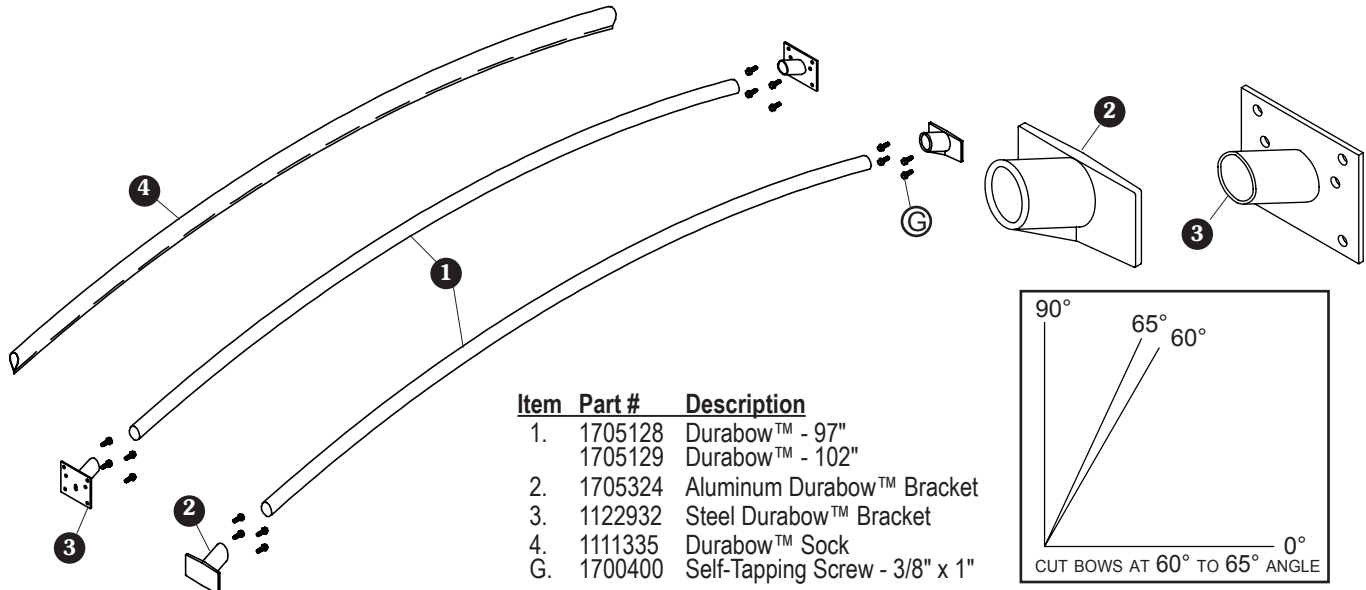 4
1
G
2
3
3
2
Item Part # Description
1. 1705128 Durabow™ - 97"
1705129 Durabow™ - 102"
2. 1705324 Aluminum Durabow™ Bracket
3. 1122932 Steel Durabow™ Bracket
4. 1111335 Durabow™ Sock
G. 1700400 Self-Tapping Screw - 3/8" x 1"
90°
65°
60°
0°
CUT BOWS AT 60° TO 65° ANGLE